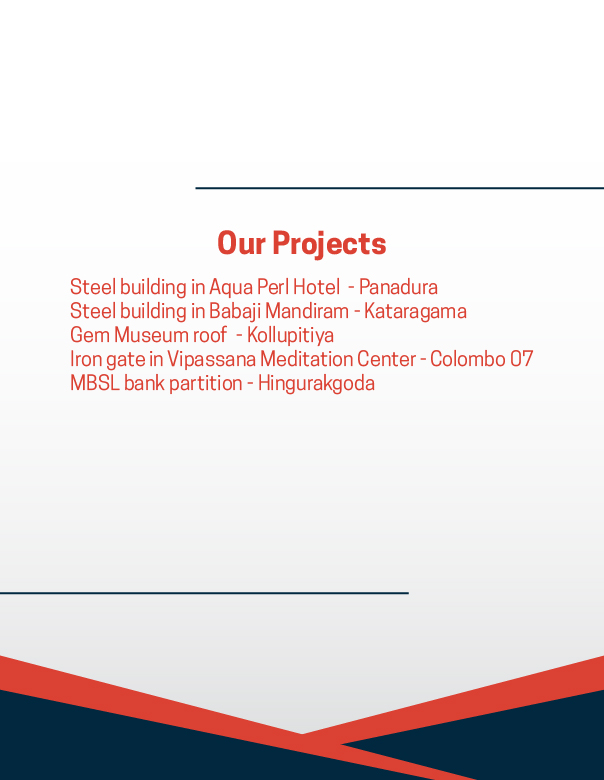 Our Projects
Steel building in Aqua Perl Hotel  - Panadura
Steel building in Babaji Mandiram - Kataragama
Gem Museum roof  - Kollupitiya
Iron gate in Vipassana Meditation Center - Colombo 07
MBSL bank partition - Hingurakgoda